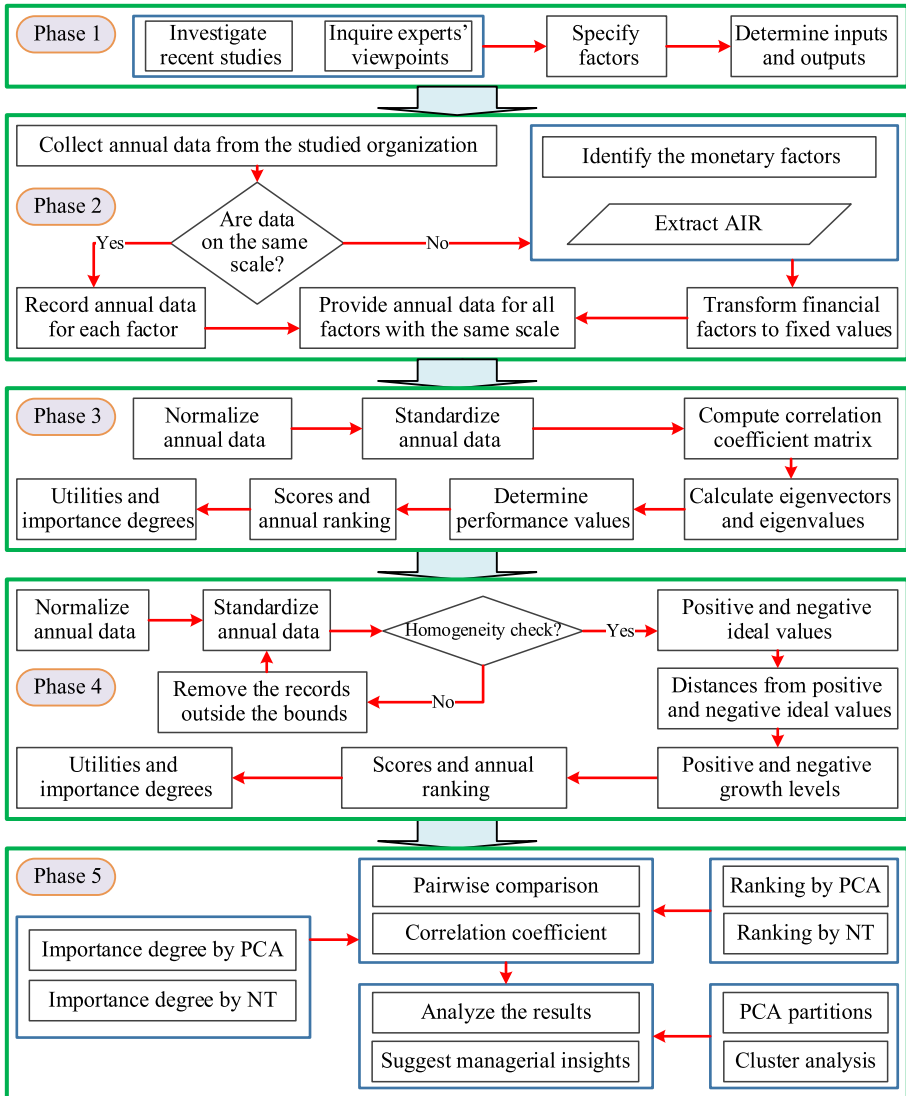 Phase 1
Investigate
recent studies
Inquire experts'
viewpoints
Specify
factors
Determine inputs
and outputs
Collect annual data from the studied organization
Identify the monetary factors
Phase 2
Are data
on the same
scale?
Extract AIR
Yes
No
Record annual data
for each factor
Provide annual data for all
factors with the same scale
Transform financial
factors to fixed values
Phase 3
Normalize
annual data
Standardize
annual data
Compute correlation
coefficient matrix
Utilities and
importance degrees
Scores and
annual ranking
Determine
performance values
Calculate eigenvectors
and eigenvalues
Normalize
annual data
Standardize
annual data
Homogeneity check?
Yes
Positive and negative
ideal values
Phase 4
Remove the records
outside the bounds
No
Distances from positive
and negative ideal values
Utilities and
importance degrees
Scores and annual
ranking
Positive and negative
growth levels
Phase 5
Pairwise comparison
Correlation coefficient
Ranking by PCA
Ranking by NT
Importance degree by PCA
Importance degree by NT
Analyze the results
Suggest managerial insights
PCA partitions
Cluster analysis